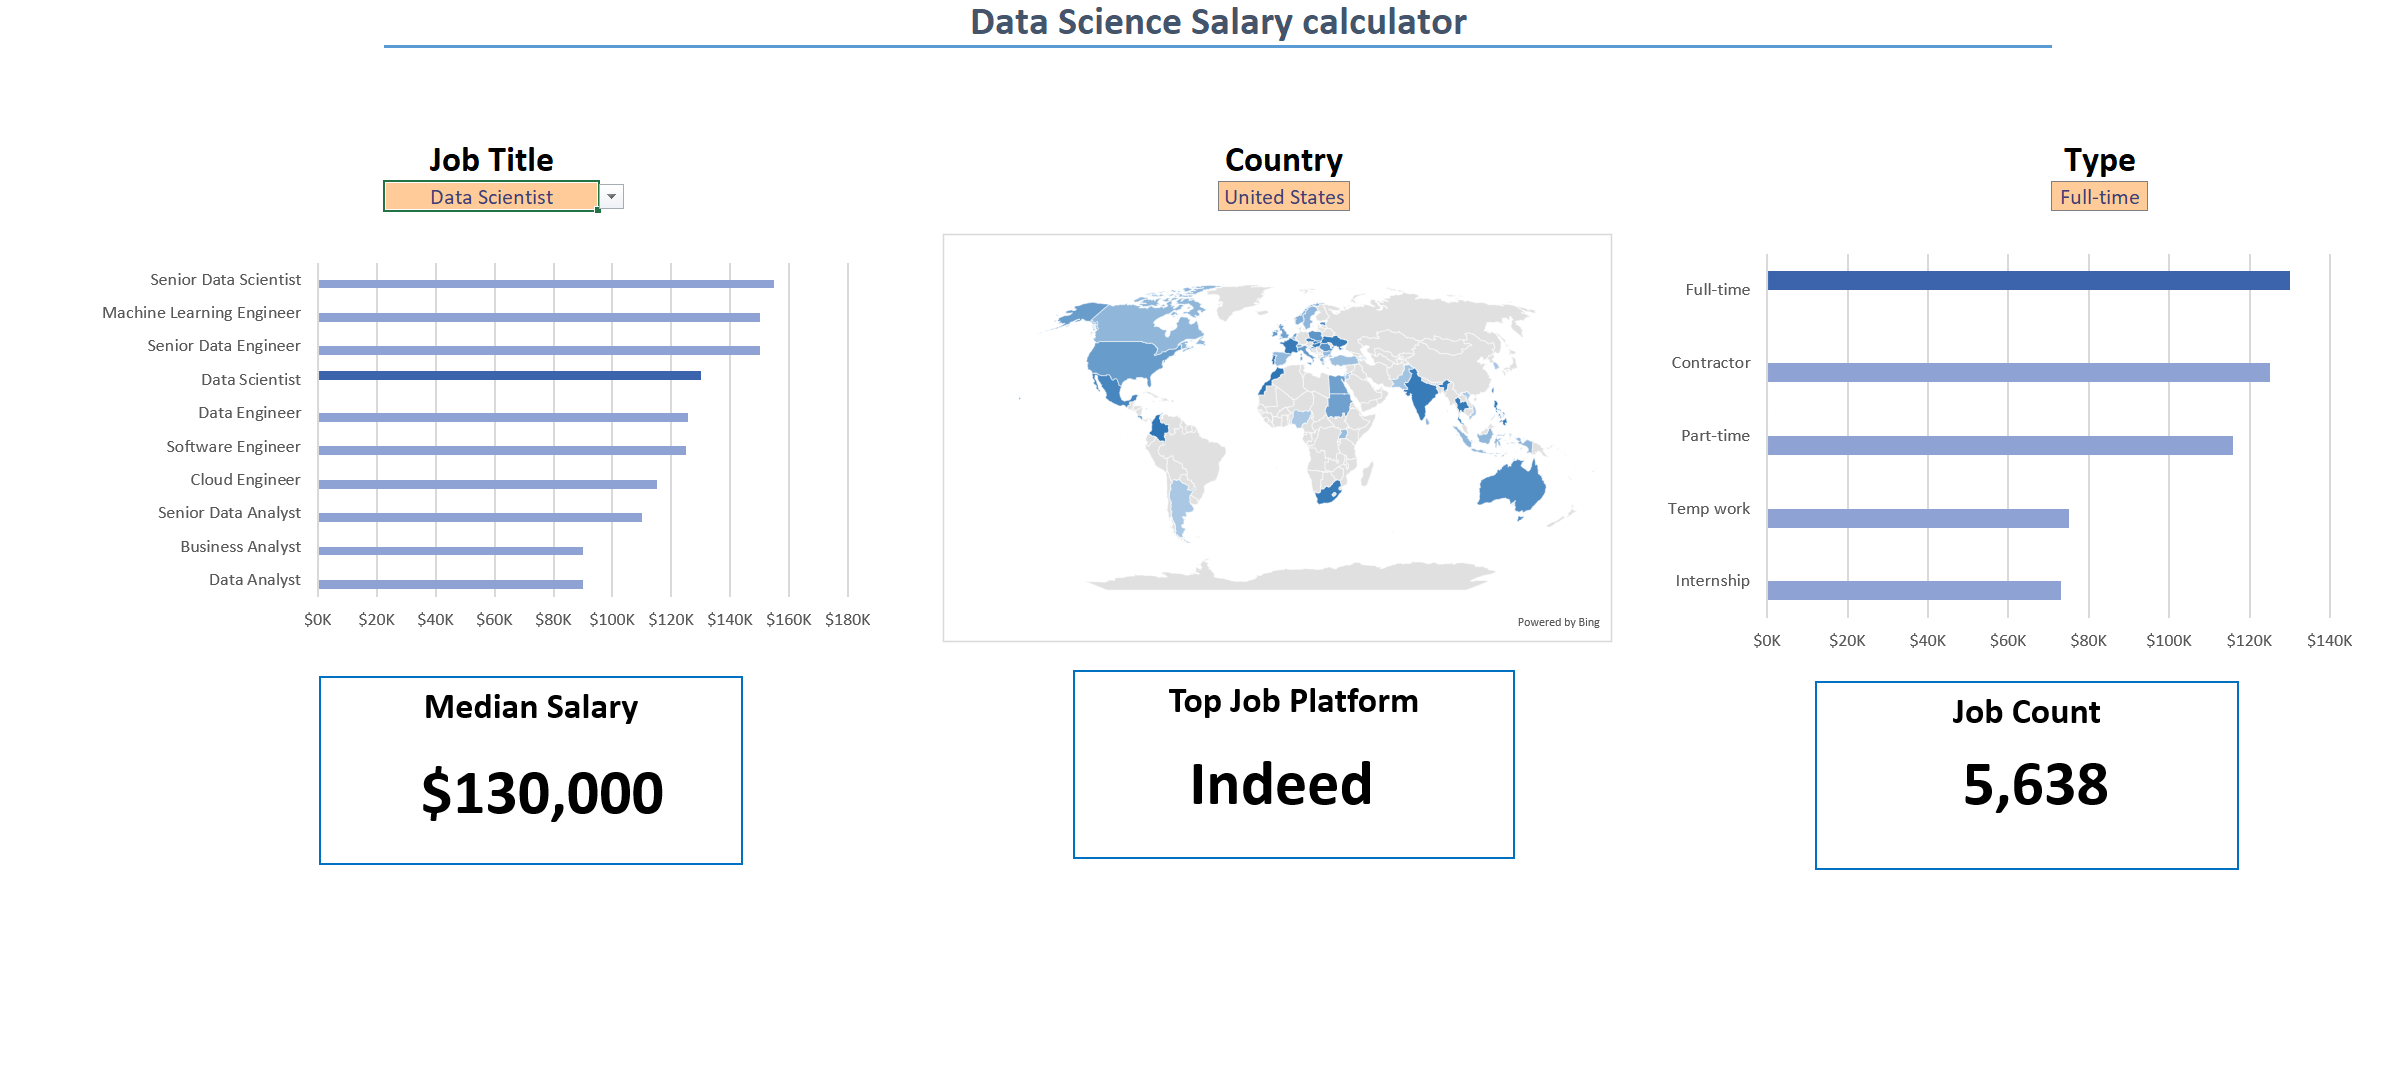 Data Science Salary calculator
Job Title
Data Scientist
Senior Data Scientist
Machine Learning Engineer
Senior Data Engineer
Data Scientist
Data Engineer
Software Engineer
Cloud Engineer
Senior Data Analyst
Business Analyst
Data Analyst
$0K $20K $40K $60K $80K $100K $120K $140K $160K $180K
Country
United States
Powered by Bing
Type
Full-time
Full-time
Contractor
Part-time
Temp work
Internship
$0K $20K $40K $60K $80K $100K $120K $140K
Median Salary
$130,000
Top Job Platform
Indeed
Job Count
5,638